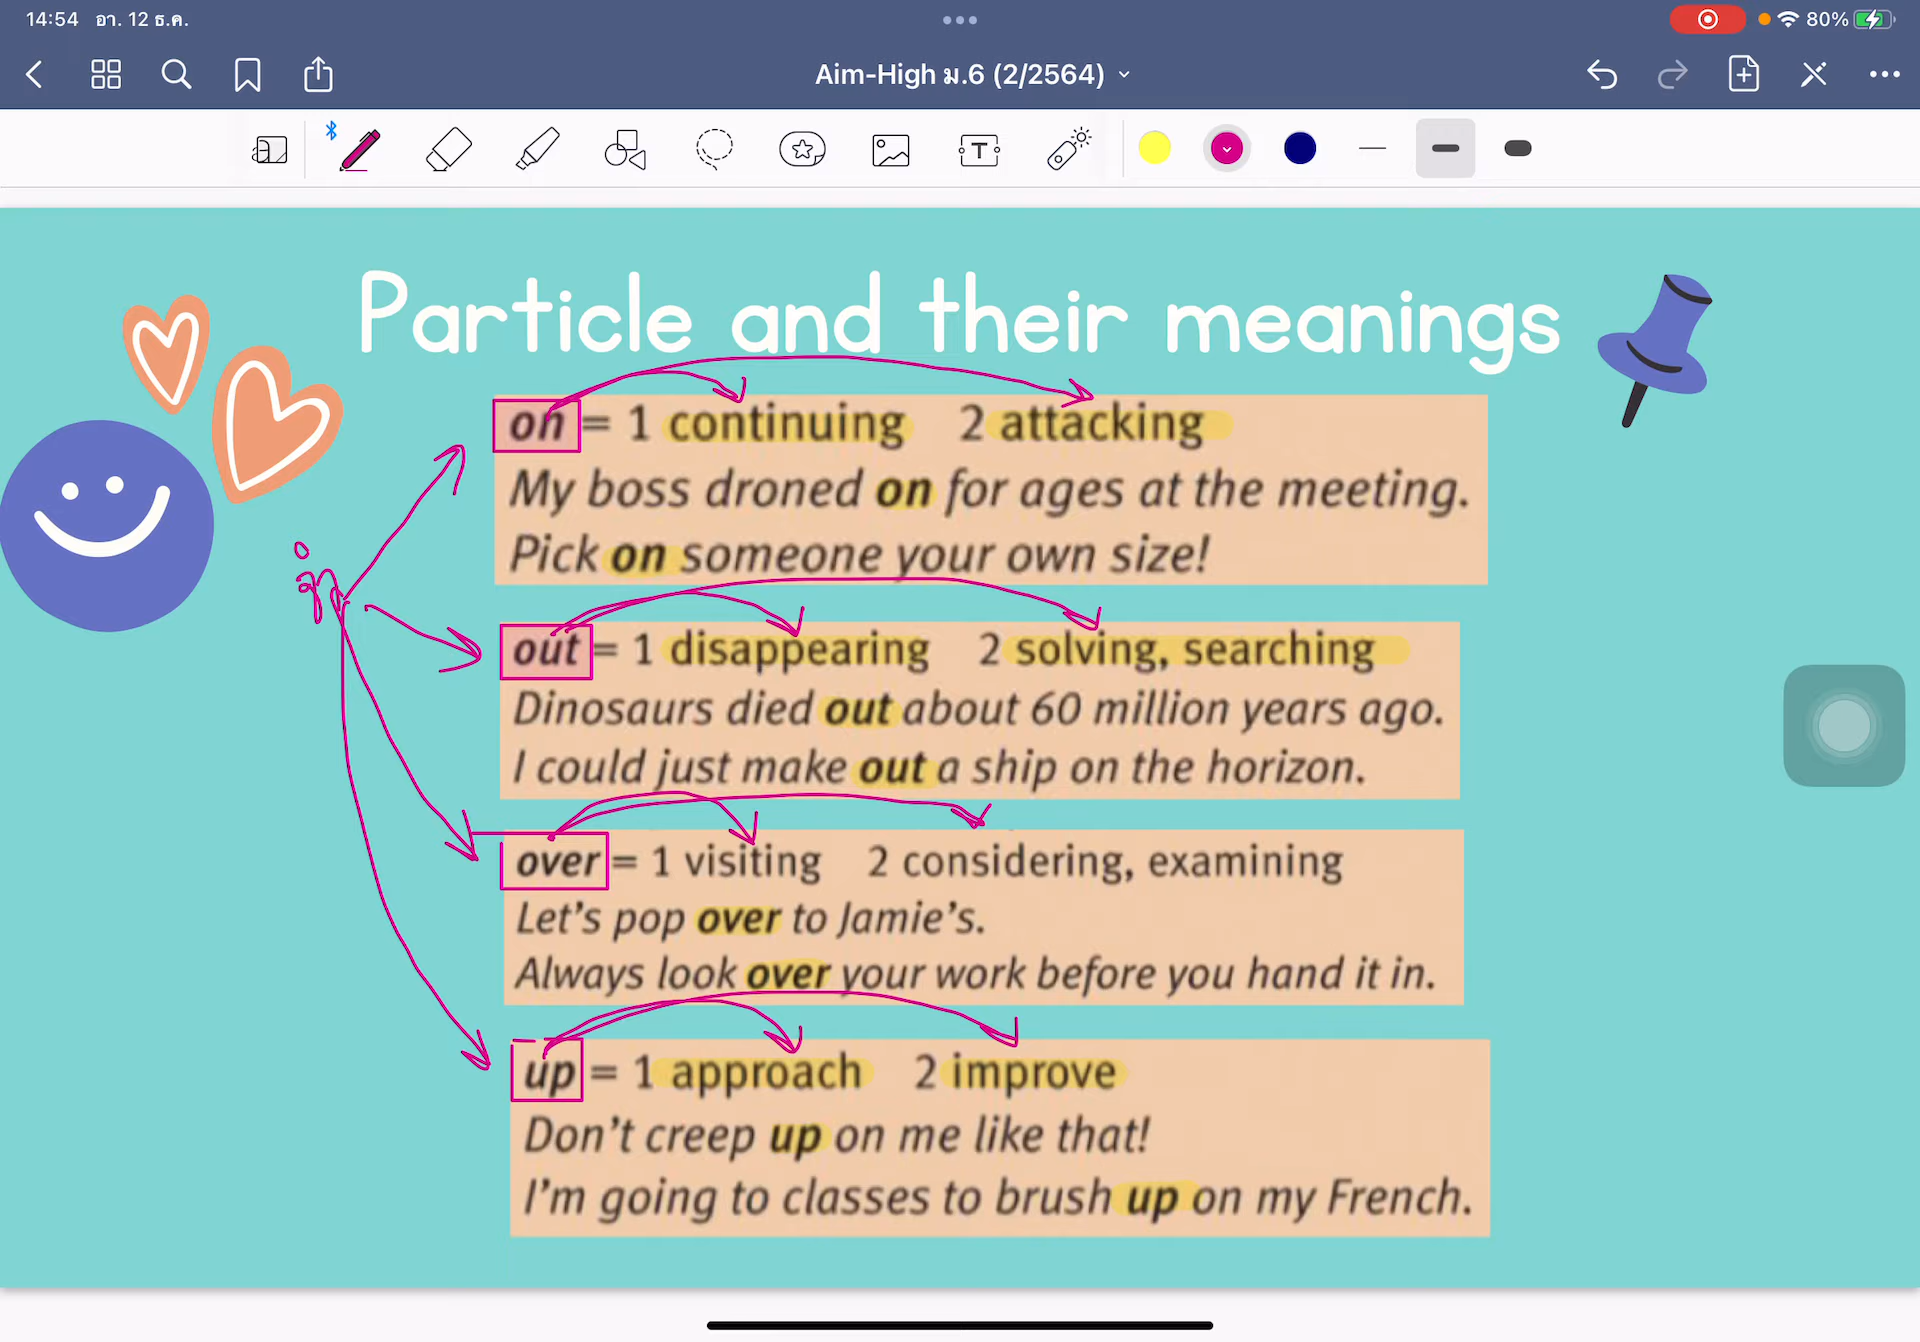 14:54 อา. 12 ธ.ค.
80%
Aim-High ม.6 (2/2564)
T
Particle and their meanings
on = 1 continuing 2 attacking
My boss droned on for ages at the meeting.
Pick on someone your own size!
out = 1 disappearing 2 solving, searching
Dinosaurs died out about 60 million years ago.
I could just make out a ship on the horizon.
over = 1 visiting 2 considering, examining
Let's pop over to Jamie's.
Always look over your work before you hand it in.
up = 1 approach 2 improve
Don't creep up on me like that!
I'm going to classes to brush up on my French.